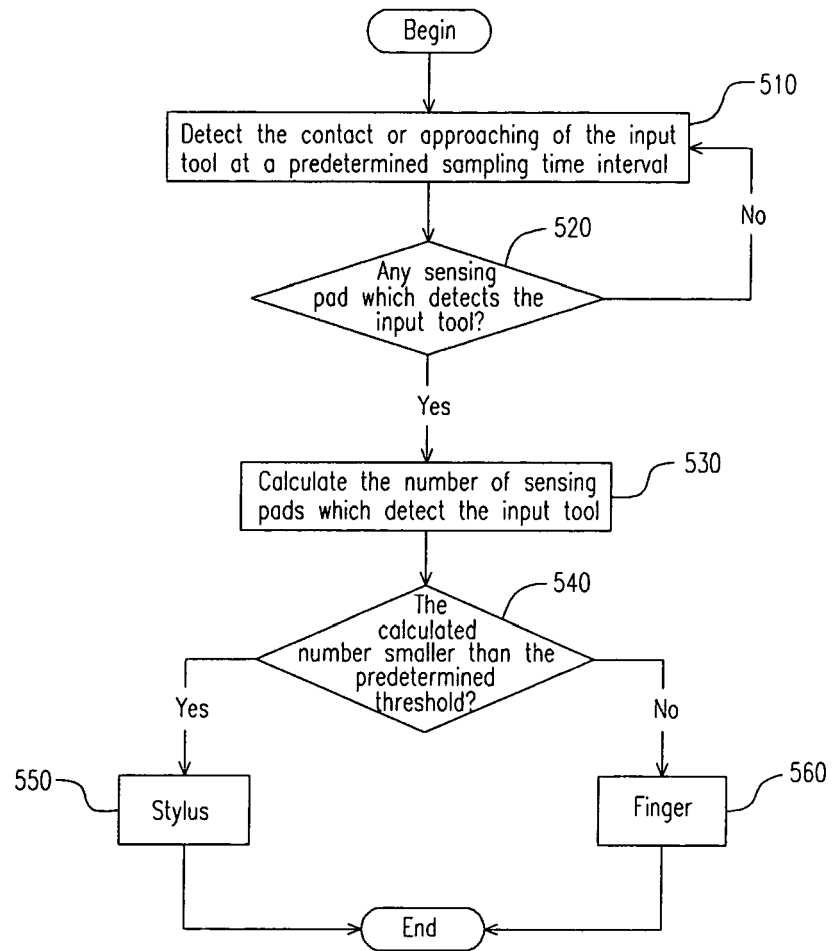 Begin
510
Detect the contact or approaching of the input
tool at a predetermined sampling time interval
No
520
Any sensing
pad which detects the
input tool?
Yes
530
Calculate the number of sensing
pads which detect the input tool
540
The
calculated
number smaller than the
predetermined
threshold?
Yes
No
550
Stylus
560
Finger
End